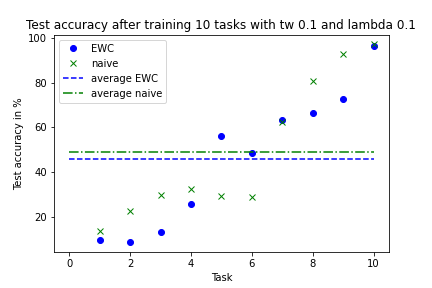 Test accuracy after training 10 tasks with tw 0.1 and lambda 0.1
100
80
60
40
20
Test accuracy in %
EWC
naive
average EWC
average naive
0 2 4 6 8 10
Task